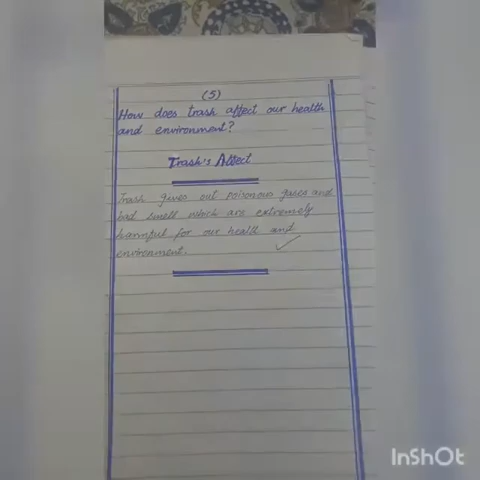 (5)
How does trash affect our health
and environment?
Trash's Affect
Trash gives out poisonous gases and
bad smell which are extremely
harmful for our health and
environment.
InShOt